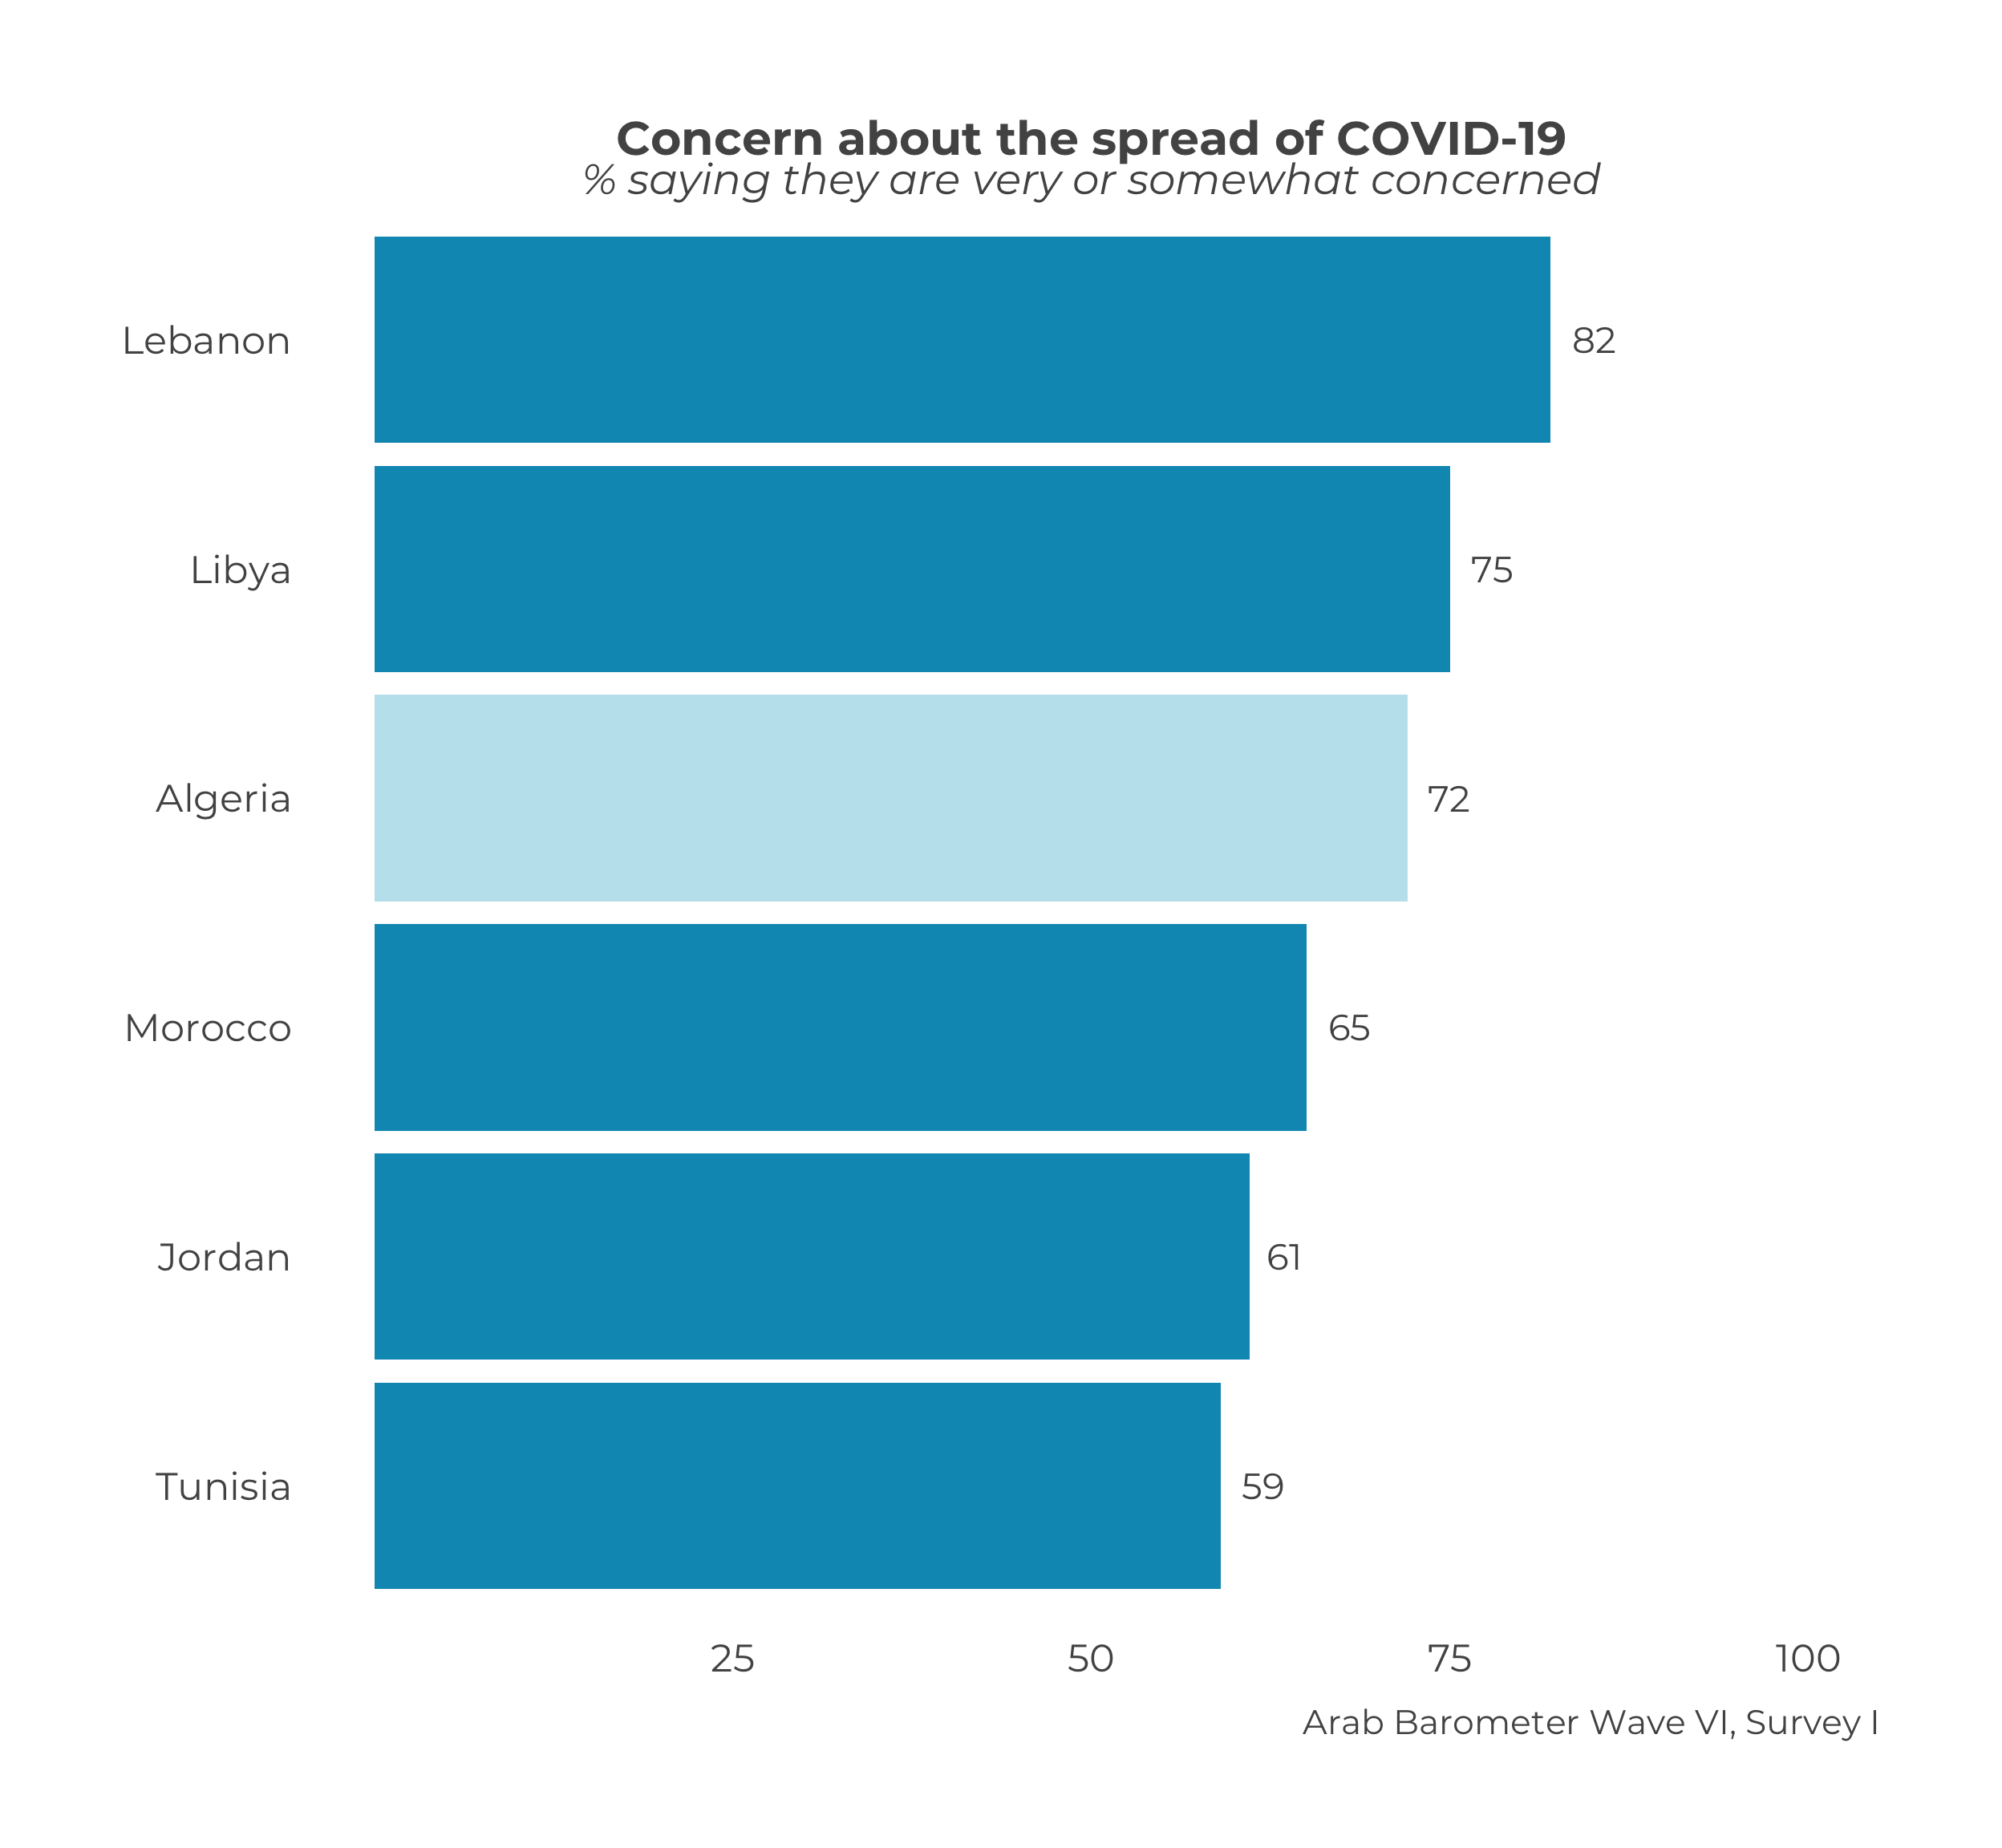 Concern about the spread of COVID-19
% saying they are very or somewhat concerned
Lebanon 82
Libya 75
Algeria 72
Morocco 65
Jordan 61
Tunisia 59
25 50 75 100
Arab Barometer Wave VI, Survey I